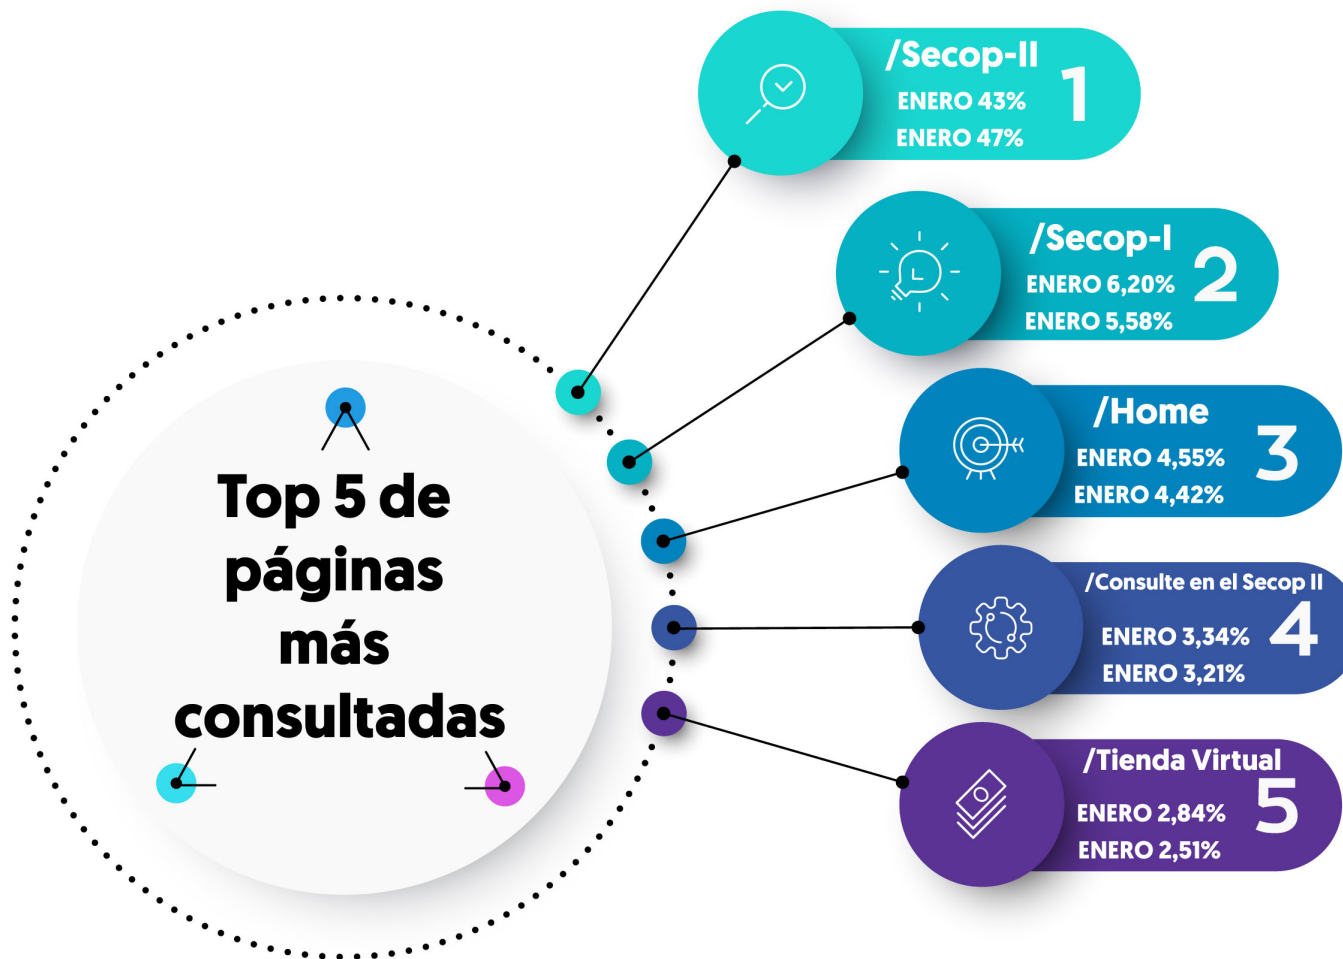 Top 5 de
páginas
más
consultadas
/Secop-II
ENERO 43%
ENERO 47%
1
/Secop-I
ENERO 6,20%
ENERO 5,58%
2
/Home
ENERO 4,55%
ENERO 4,42%
3
/Consulte en el Secop II
ENERO 3,34%
ENERO 3,21%
4
/Tienda Virtual
ENERO 2,84%
ENERO 2,51%
5